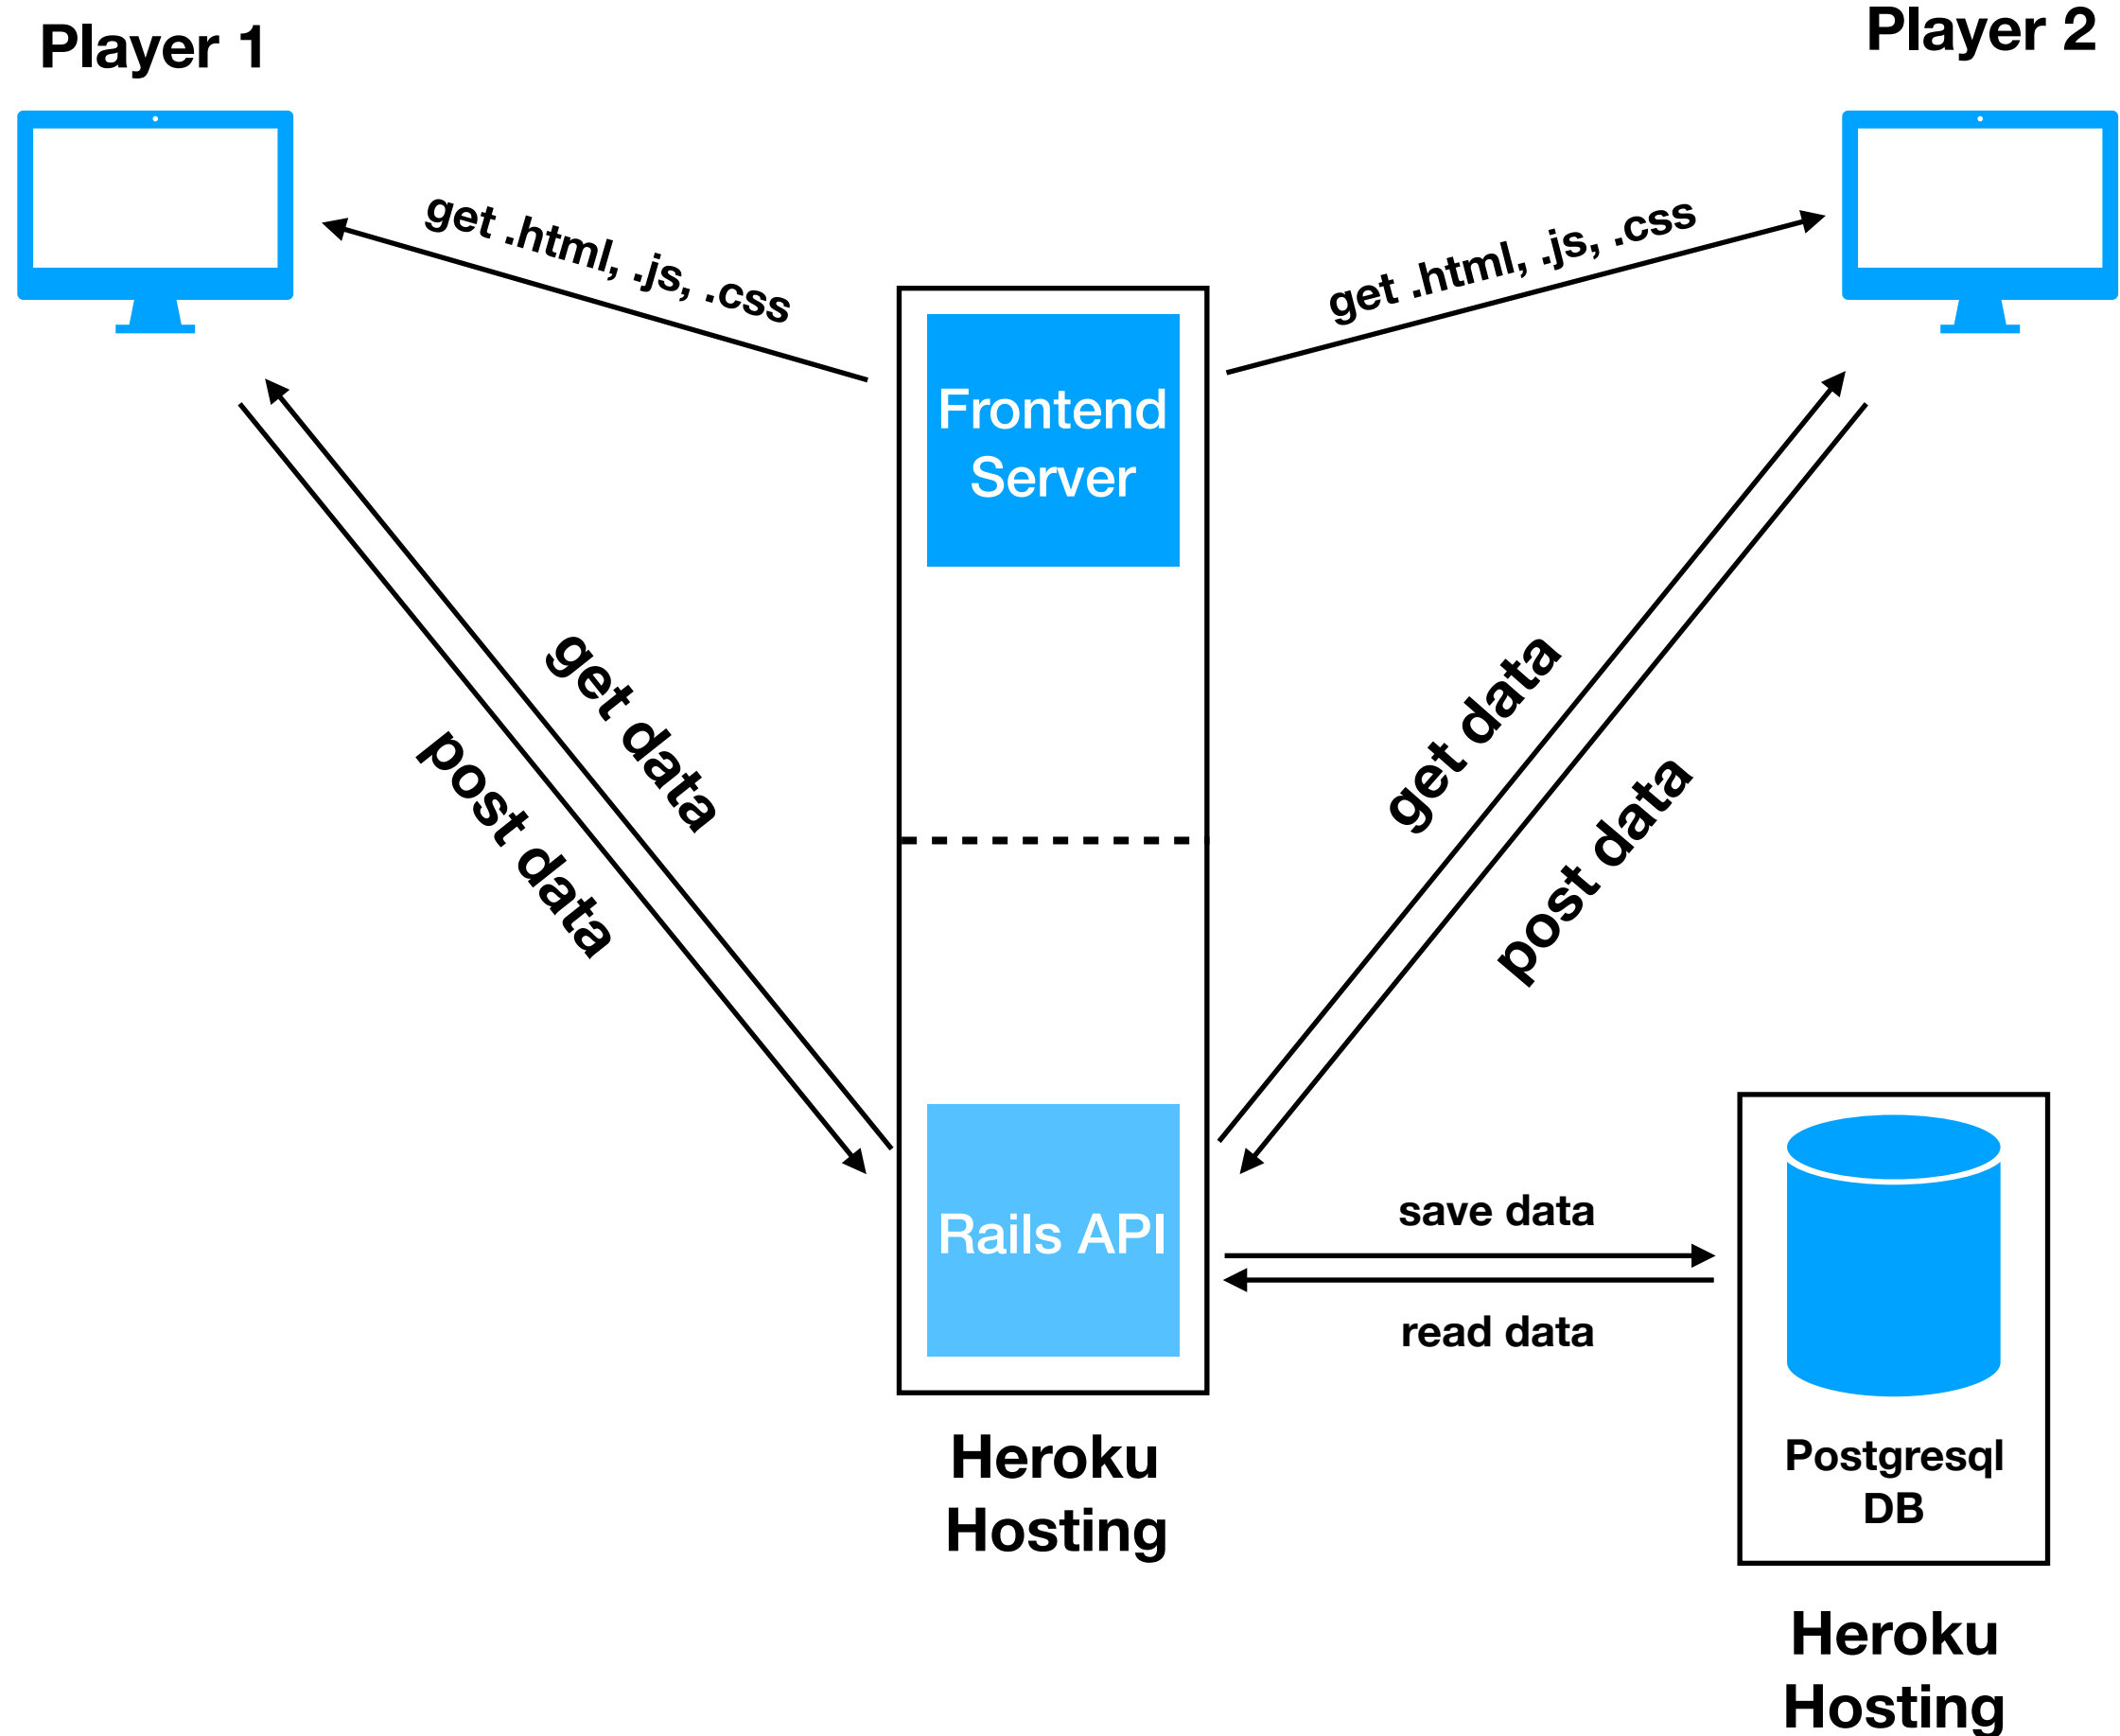 Player 1
Player 2
get .html, .js, .css
get .html, .js, .css
Frontend
Server
get data
post data
get data
post data
Rails API
save data
read data
Postgresql
DB
Heroku
Hosting
Heroku
Hosting